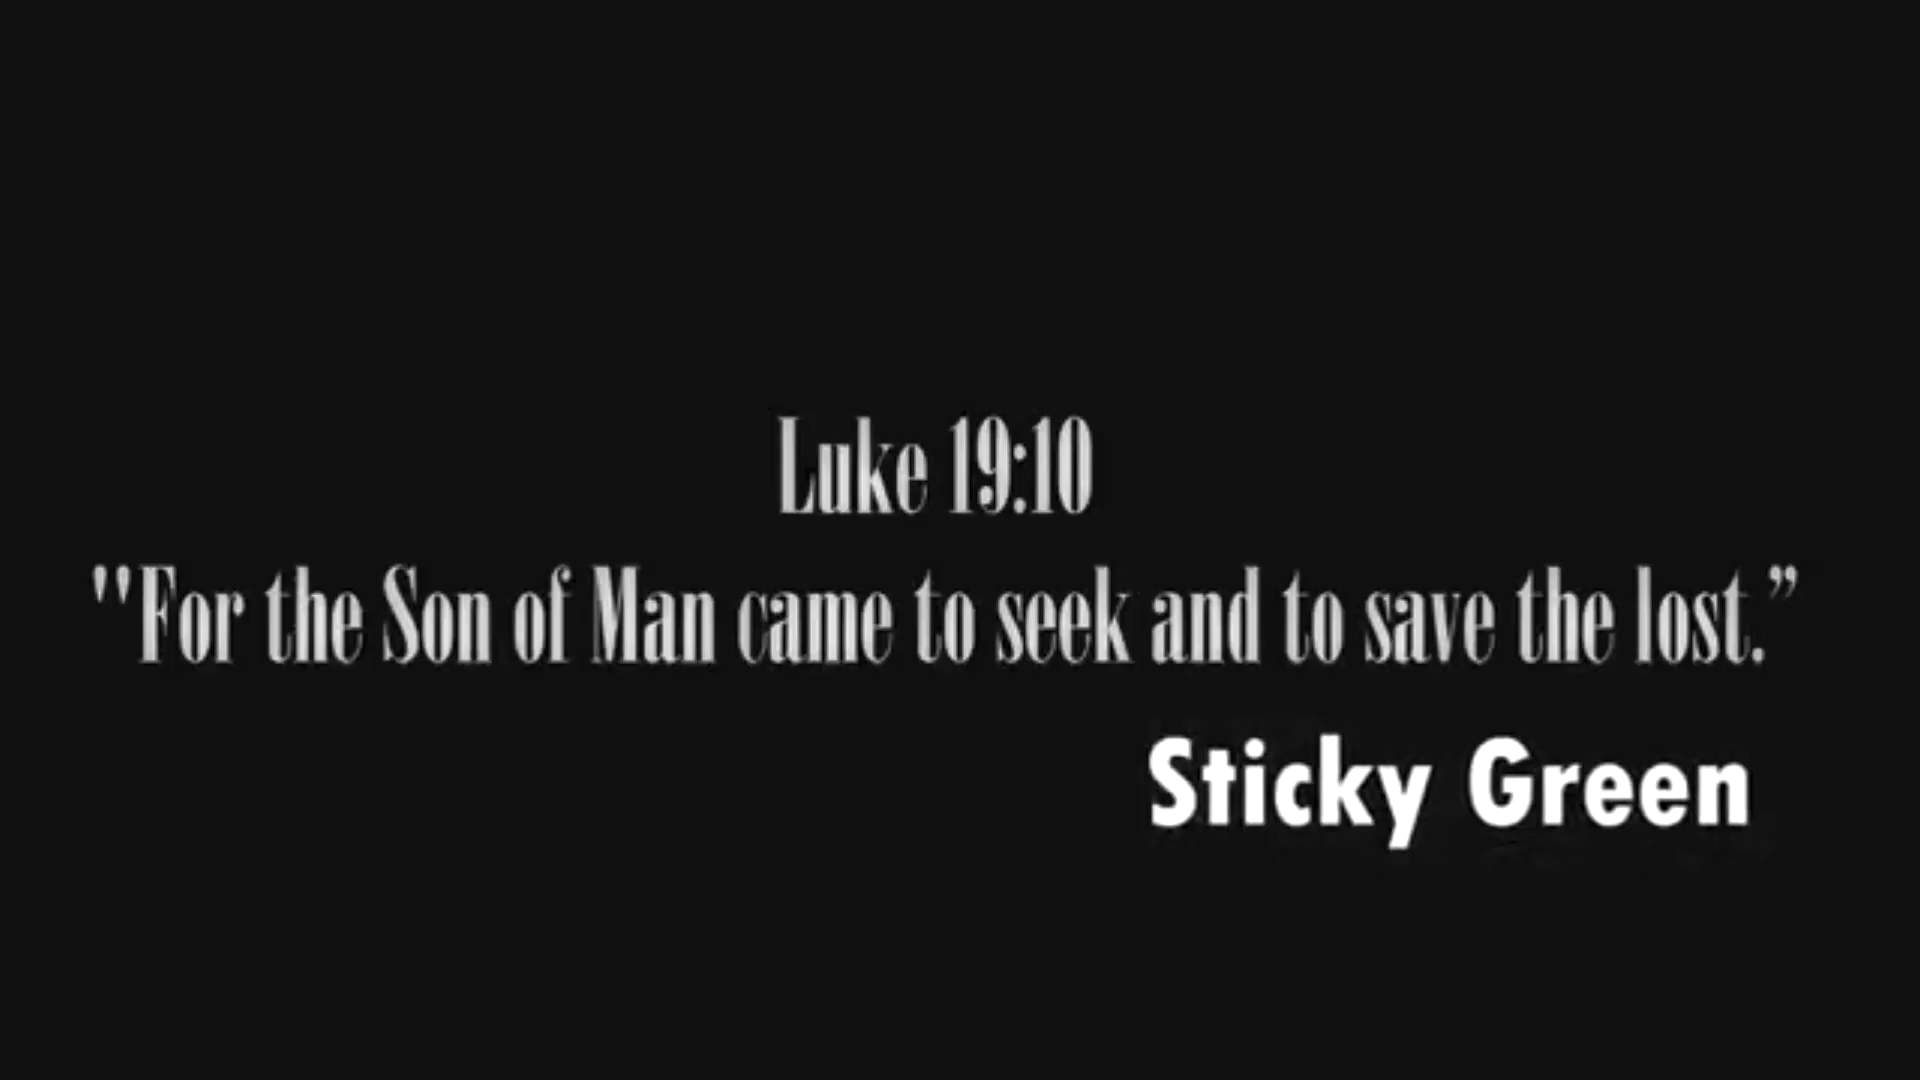 Luke 19:10
"For the Son of Man came to seek and to save the lost.”
Sticky Green